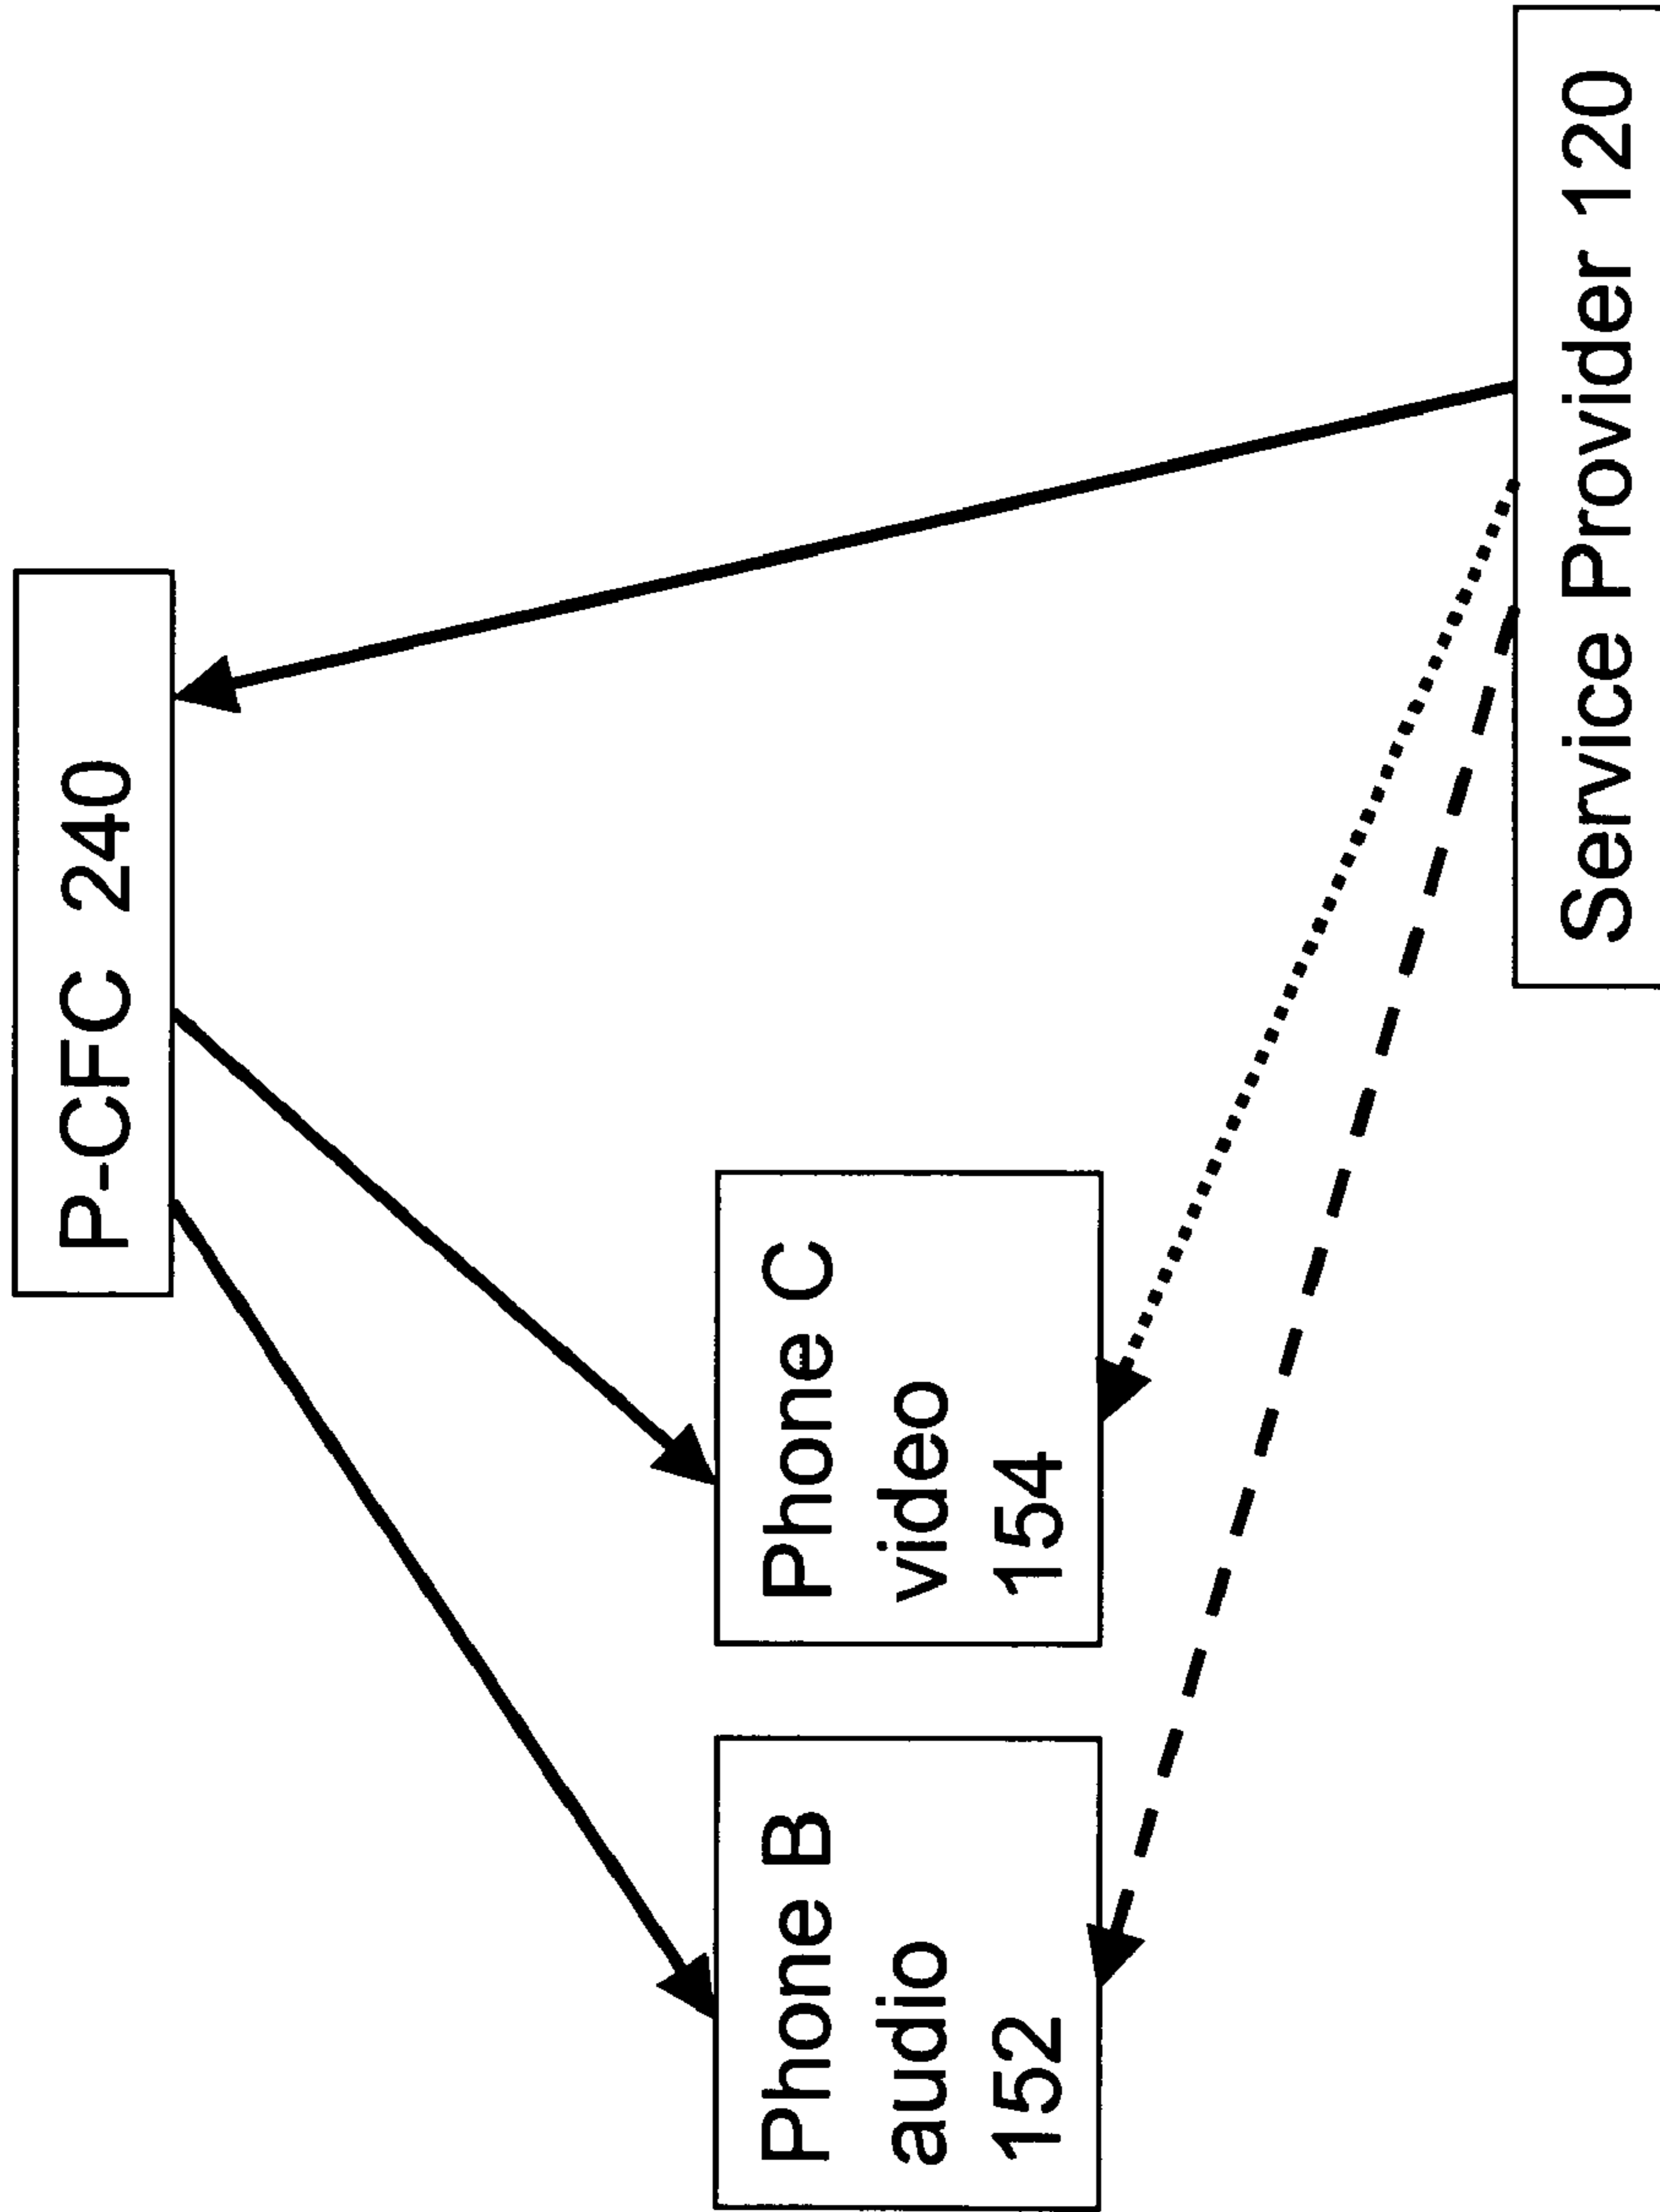 P-CFC 240
Phone B
audio
152
Phone C
video
154
Service Provider 120